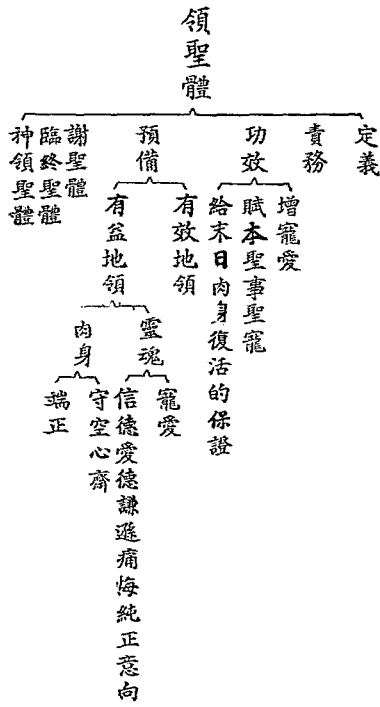 領聖體
定義
責務
功效
增寵愛
賦本聖事聖寵
給末日肉身復活的保證
預備
有效地領
有益地領
靈魂
寵愛
信德愛德謙遜痛悔純正意向
肉身
守空心齋
端正
謝聖體
臨終聖體
神領聖體